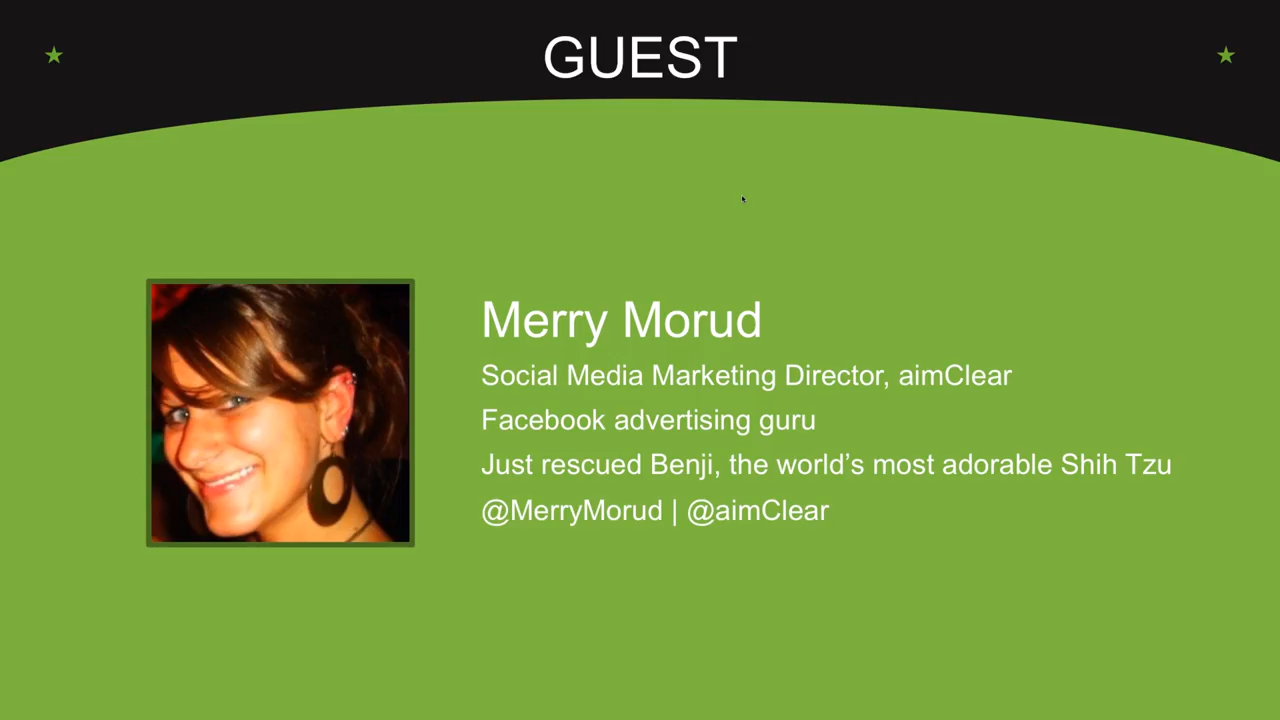 GUEST
Merry Morud
Social Media Marketing Director, aimClear
Facebook advertising guru
Just rescued Benji, the world’s most adorable Shih Tzu
@MerryMorud | @aimClear